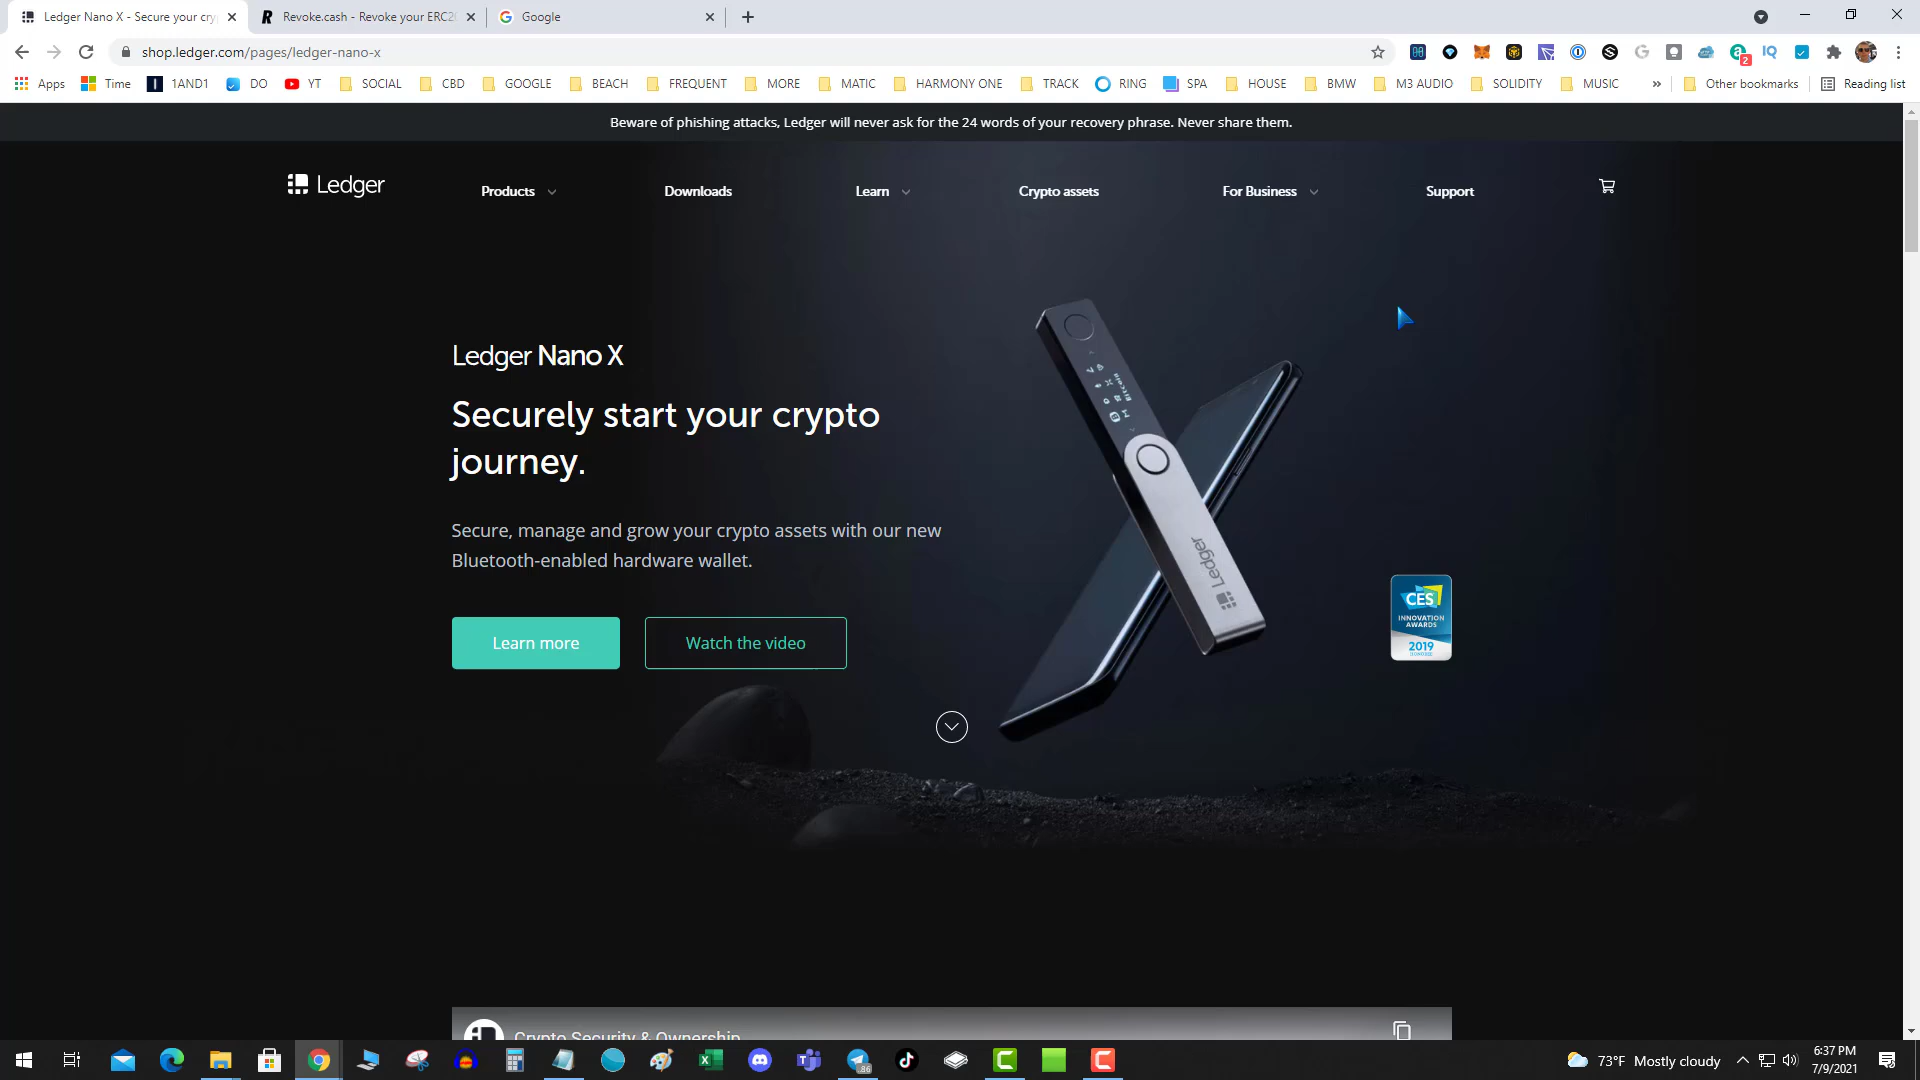 Ledger Nano X - Secure your cry
Revoke.cash - Revoke your ERC20
Google
shop.ledger.com/pages/ledger-nano-x
2
Apps
Time
1AND1
DO
YT
SOCIAL
CBD
GOOGLE
BEACH
FREQUENT
MORE
MATIC
HARMONY ONE
TRACK
RING
SPA
HOUSE
BMW
M3 AUDIO
SOLIDITY
MUSIC
»
Other bookmarks
Reading list
Beware of phishing attacks, Ledger will never ask for the 24 words of your recovery phrase. Never share them.
Ledger
Products
Downloads
Learn
Crypto assets
For Business
Support
Ledger Nano X
Securely start your crypto
journey.
Secure, manage and grow your crypto assets with our new
Bluetooth-enabled hardware wallet.
Learn more
Watch the video
Bitcoin
Ledger
CES
INNOVATION
AWARDS
2019
Crypto Security & Ownership
73°F Mostly cloudy
6:37 PM
7/9/2021